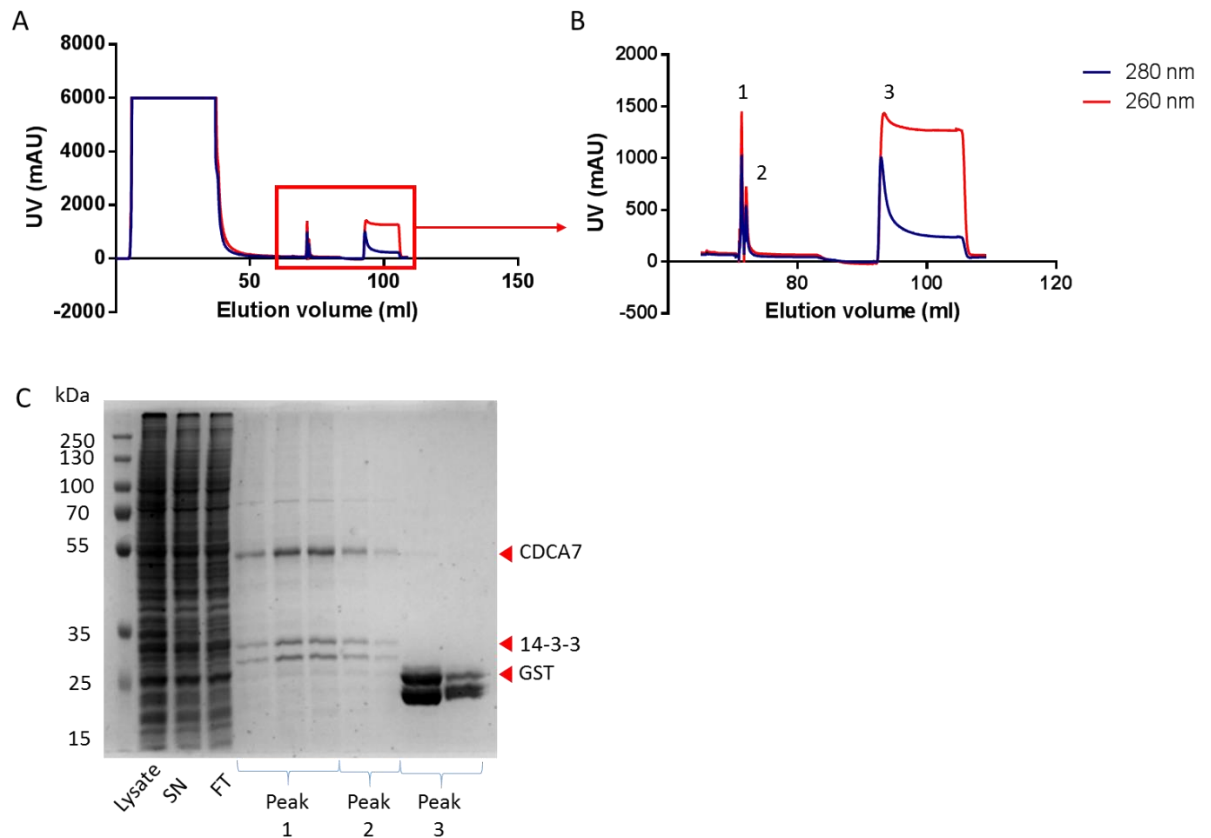 A
8000
6000
4000
2000
0
-2000
UV (mAU)
50
100
150
Elution volume (ml)
B
2000
1500
1000
500
0
-500
UV (mAU)
1
2
3
80
100
120
Elution volume (ml)
280 nm
260 nm
C
kDa
250
130
100
70
55
35
25
15
CDCA7
14-3-3
GST
Lysate
SN
FT
Peak
1
Peak
2
Peak
3